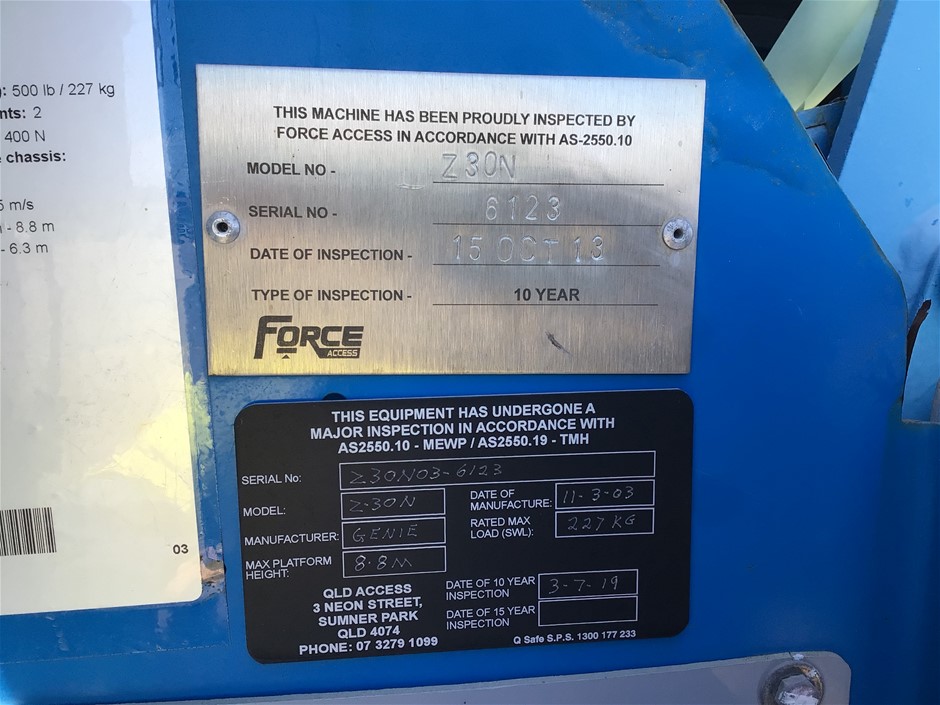 : 500 lb / 227 kg
nts: 2
400 N
chassis:
5 m/s
- 8.8 m
- 6.3 m
03
THIS MACHINE HAS BEEN PROUDLY INSPECTED BY
FORCE ACCESS IN ACCORDANCE WITH AS-2550.10
MODEL NO - Z30N
SERIAL NO - 6123
DATE OF INSPECTION - 15 OCT 13
TYPE OF INSPECTION - 10 YEAR
FORCE
ACCESS
THIS EQUIPMENT HAS UNDERGONE A
MAJOR INSPECTION IN ACCORDANCE WITH
AS2550.10 - MEWP / AS2550.19 - TMH
SERIAL No: Z30N03-6123
MODEL: Z-30N
DATE OF
MANUFACTURE: 11-3-03
MANUFACTURER: GENIE
RATED MAX
LOAD (SWL): 227 KG
MAX PLATFORM
HEIGHT: 8.8M
QLD ACCESS
3 NEON STREET,
SUMNER PARK
QLD 4074
PHONE: 07 3279 1099
DATE OF 10 YEAR
INSPECTION 3-7-19
DATE OF 15 YEAR
INSPECTION
Q Safe S.P.S. 1300 177 233